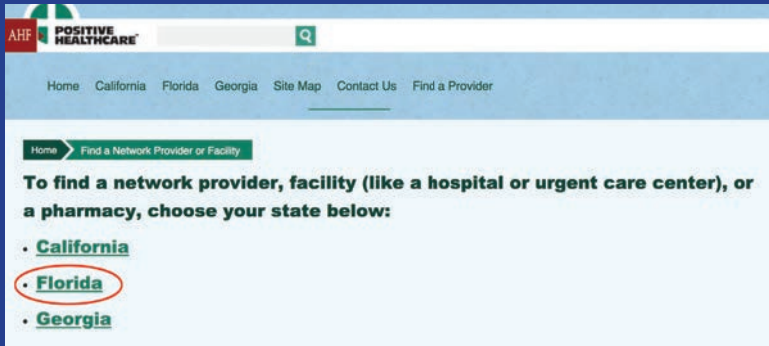 AHF POSITIVE
HEALTHCARE
Home California Florida Georgia Site Map Contact Us Find a Provider
Home Find a Network Provider or Facility
To find a network provider, facility (like a hospital or urgent care center), or
a pharmacy, choose your state below:
• California
• Florida
• Georgia